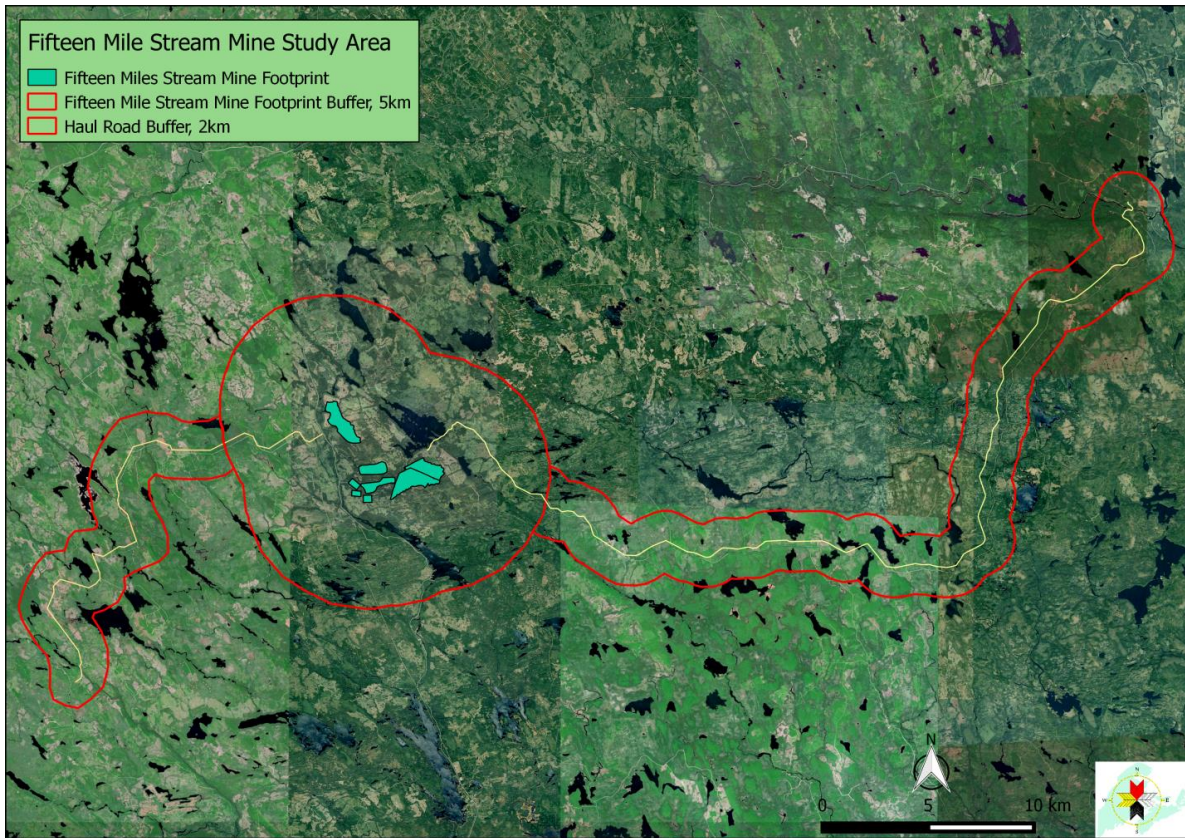 Fifteen Mile Stream Mine Study Area
Fifteen Miles Stream Mine Footprint
Fifteen Mile Stream Mine Footprint Buffer, 5km
Haul Road Buffer, 2km
N
0 5 10 km
N
W E
S